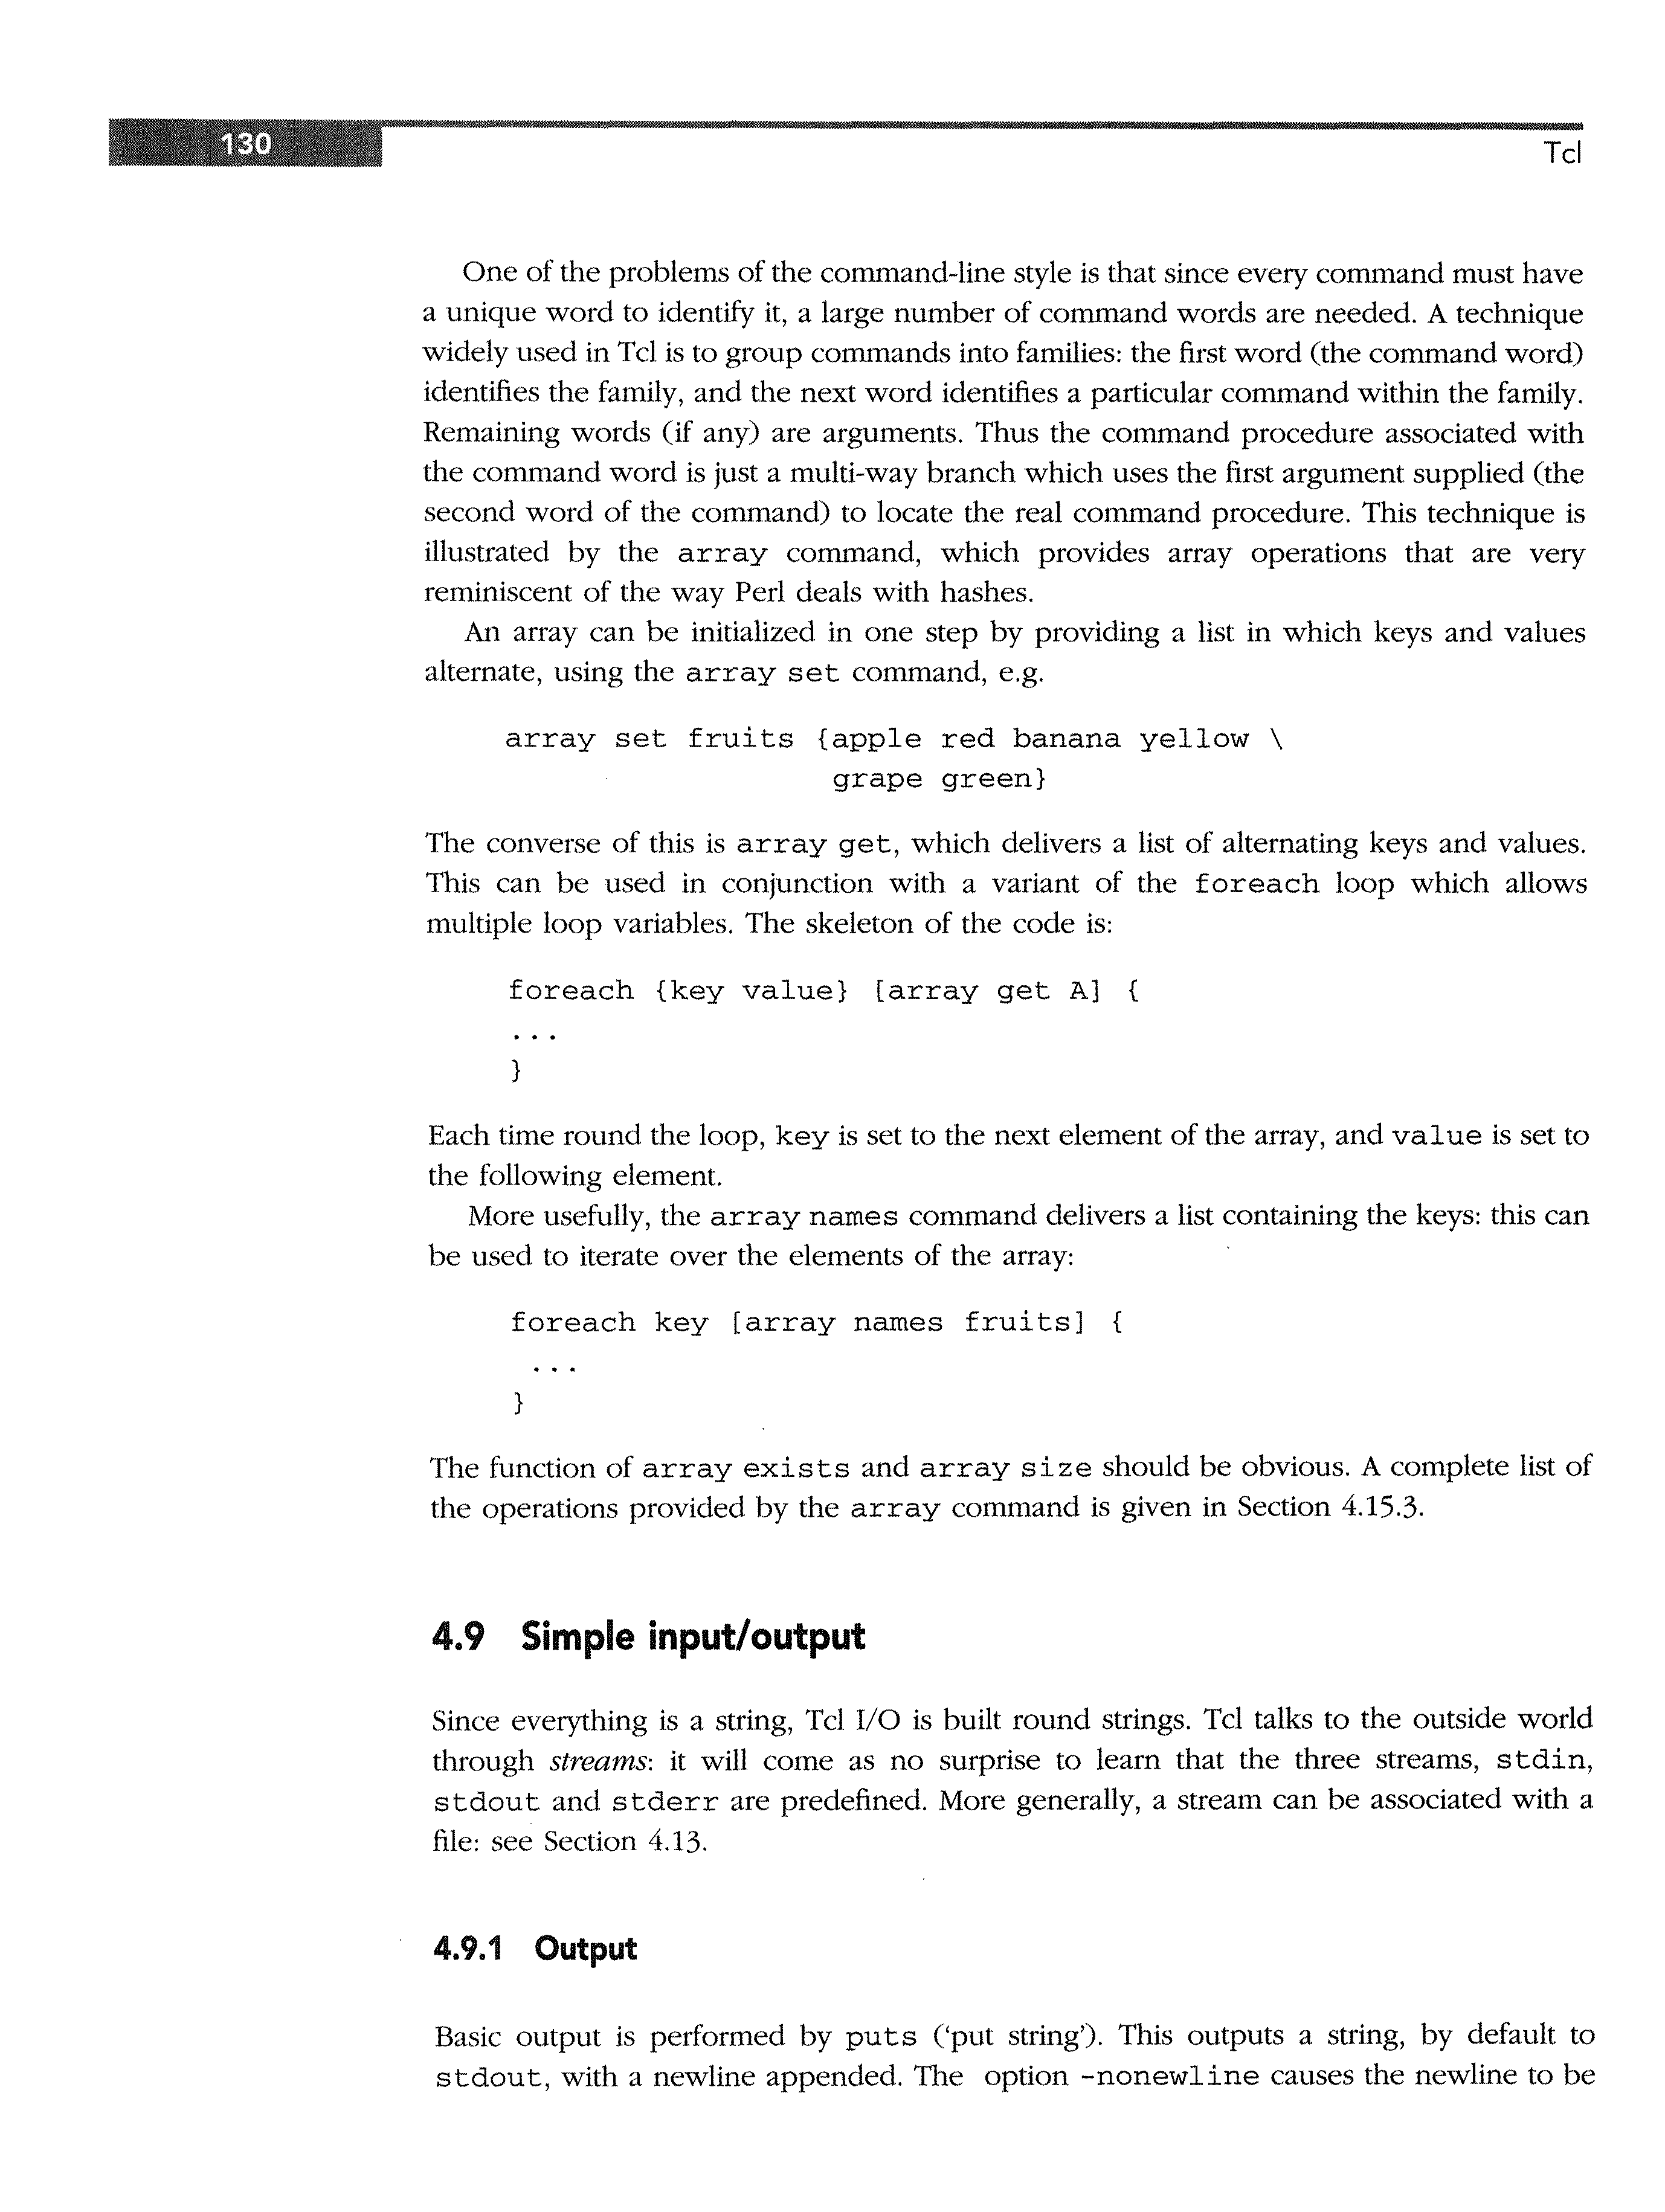 130
Tcl
One of the problems of the command-line style is that since every command must have
a unique word to identify it, a large number of command words are needed. A technique
widely used in Tcl is to group commands into families: the first word (the command word)
identifies the family, and the next word identifies a particular command within the family.
Remaining words (if any) are arguments. Thus the command procedure associated with
the command word is just a multi-way branch which uses the first argument supplied (the
second word of the command) to locate the real command procedure. This technique is
illustrated by the array command, which provides array operations that are very
reminiscent of the way Perl deals with hashes.
An array can be initialized in one step by providing a list in which keys and values
alternate, using the array set command, e.g.
array set fruits {apple red banana yellow \
grape green}
The converse of this is array get, which delivers a list of alternating keys and values.
This can be used in conjunction with a variant of the foreach loop which allows
multiple loop variables. The skeleton of the code is:
foreach {key value} [array get A] {
...
}
Each time round the loop, key is set to the next element of the array, and value is set to
the following element.
More usefully, the array names command delivers a list containing the keys: this can
be used to iterate over the elements of the array:
foreach key [array names fruits] {
...
}
The function of array exists and array size should be obvious. A complete list of
the operations provided by the array command is given in Section 4.15.3.
4.9 Simple input/output
Since everything is a string, Tcl I/O is built round strings. Tcl talks to the outside world
through streams: it will come as no surprise to learn that the three streams, stdin,
stdout and stderr are predefined. More generally, a stream can be associated with a
file: see Section 4.13.
4.9.1 Output
Basic output is performed by puts (‘put string’). This outputs a string, by default to
stdout, with a newline appended. The option -nonewline causes the newline to be